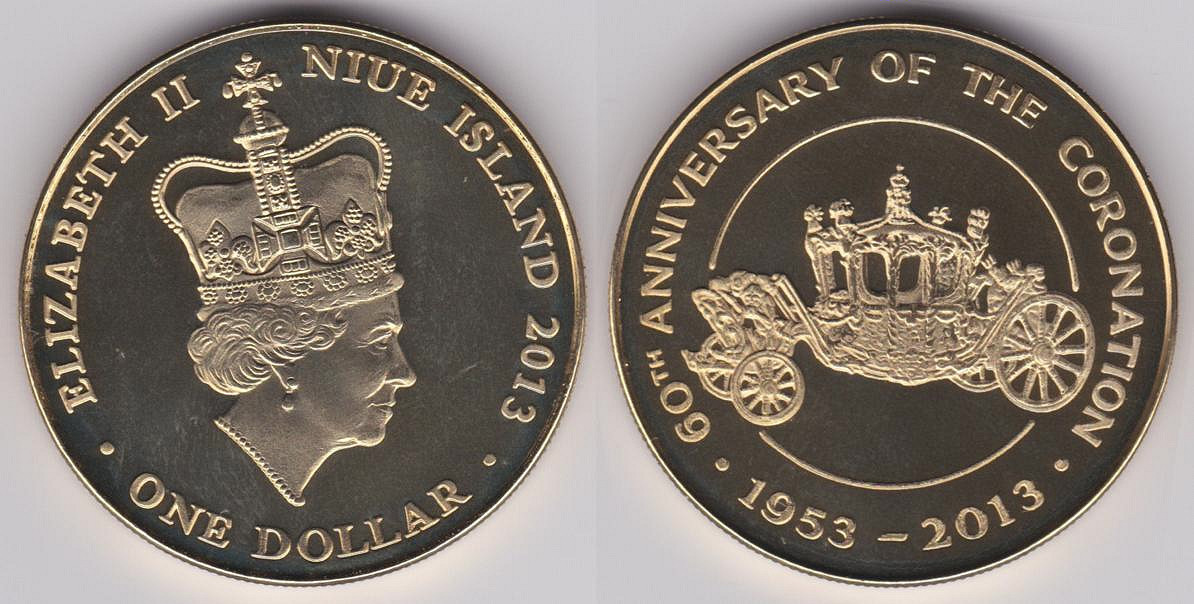 ELIZABETH II NIUE ISLAND 2013
• ONE DOLLAR •
60TH ANNIVERSARY OF THE CORONATION
• 1953 – 2013 •